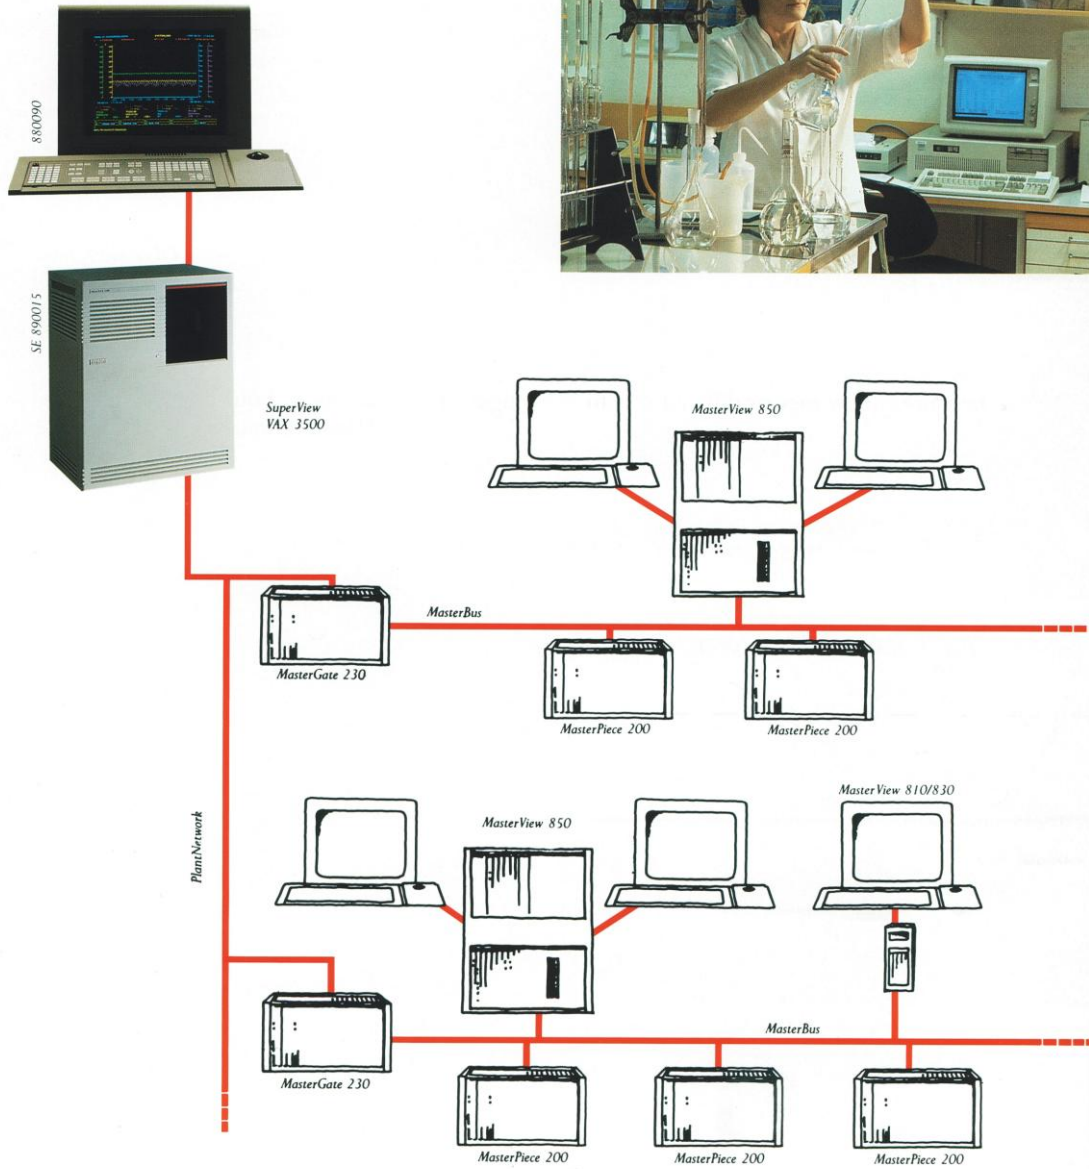 880090
SE 890015
SuperView
VAX 3500
MasterView 850
MasterBus
MasterGate 230
MasterPiece 200
MasterPiece 200
MasterView 810/830
MasterView 850
PlantNetwork
MasterBus
MasterGate 230
MasterPiece 200
MasterPiece 200
MasterPiece 200